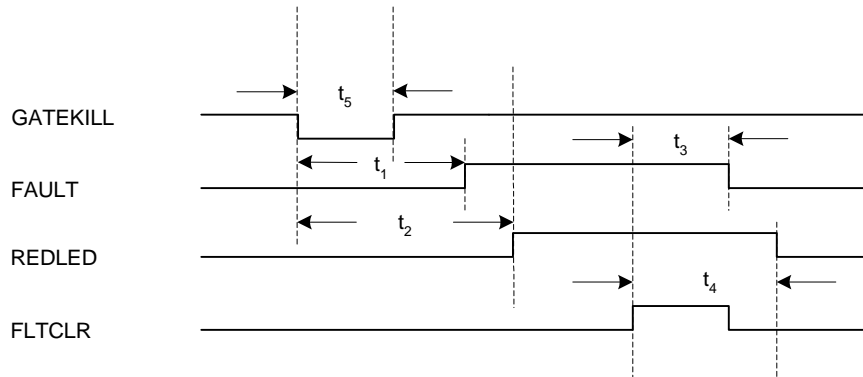 t5
GATEKILL
t3
t1
FAULT
t2
REDLED
t4
FLTCLR